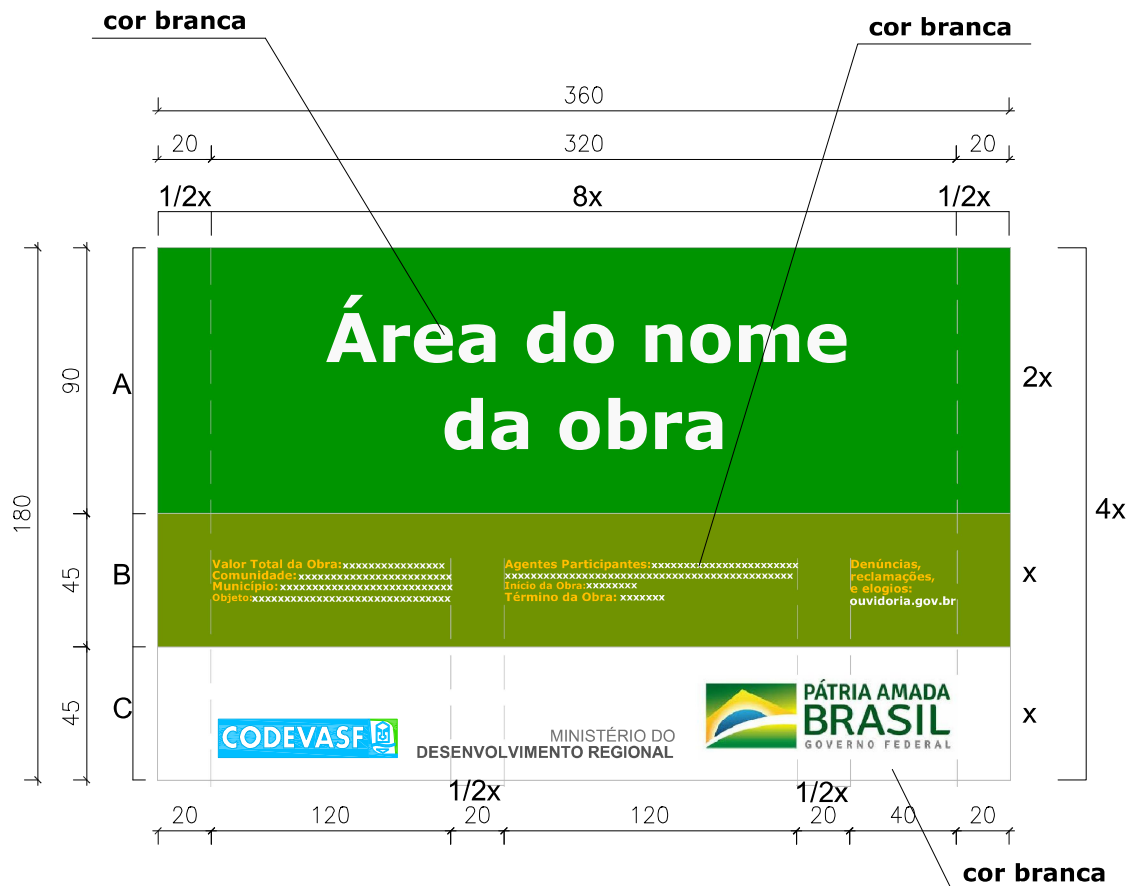 cor branca
cor branca
360
20
320
20
1/2x
8x
1/2x
Área do nome
da obra
A
90
2x
180
4x
B
45
x
Valor Total da Obra:xxxxxxxxxxxxxxxx
Comunidade: xxxxxxxxxxxxxxxxxxxxxxxx
Município: xxxxxxxxxxxxxxxxxxxxxxxxxxx
Objeto:xxxxxxxxxxxxxxxxxxxxxxxxxxxxxxx
Agentes Participantes:xxxxxxxxxxxxxxxxxxxxxxx
xxxxxxxxxxxxxxxxxxxxxxxxxxxxxxxxxxxxxxxxxxxxx
Início da Obra:xxxxxxxx
Término da Obra: xxxxxxx
Denúncias,
reclamações,
e elogios:
ouvidoria.gov.br
C
45
x
CODEVASF
MINISTÉRIO DO
DESENVOLVIMENTO REGIONAL
PÁTRIA AMADA
BRASIL
GOVERNO FEDERAL
1/2x
1/2x
20
120
20
120
20
40
20
cor branca